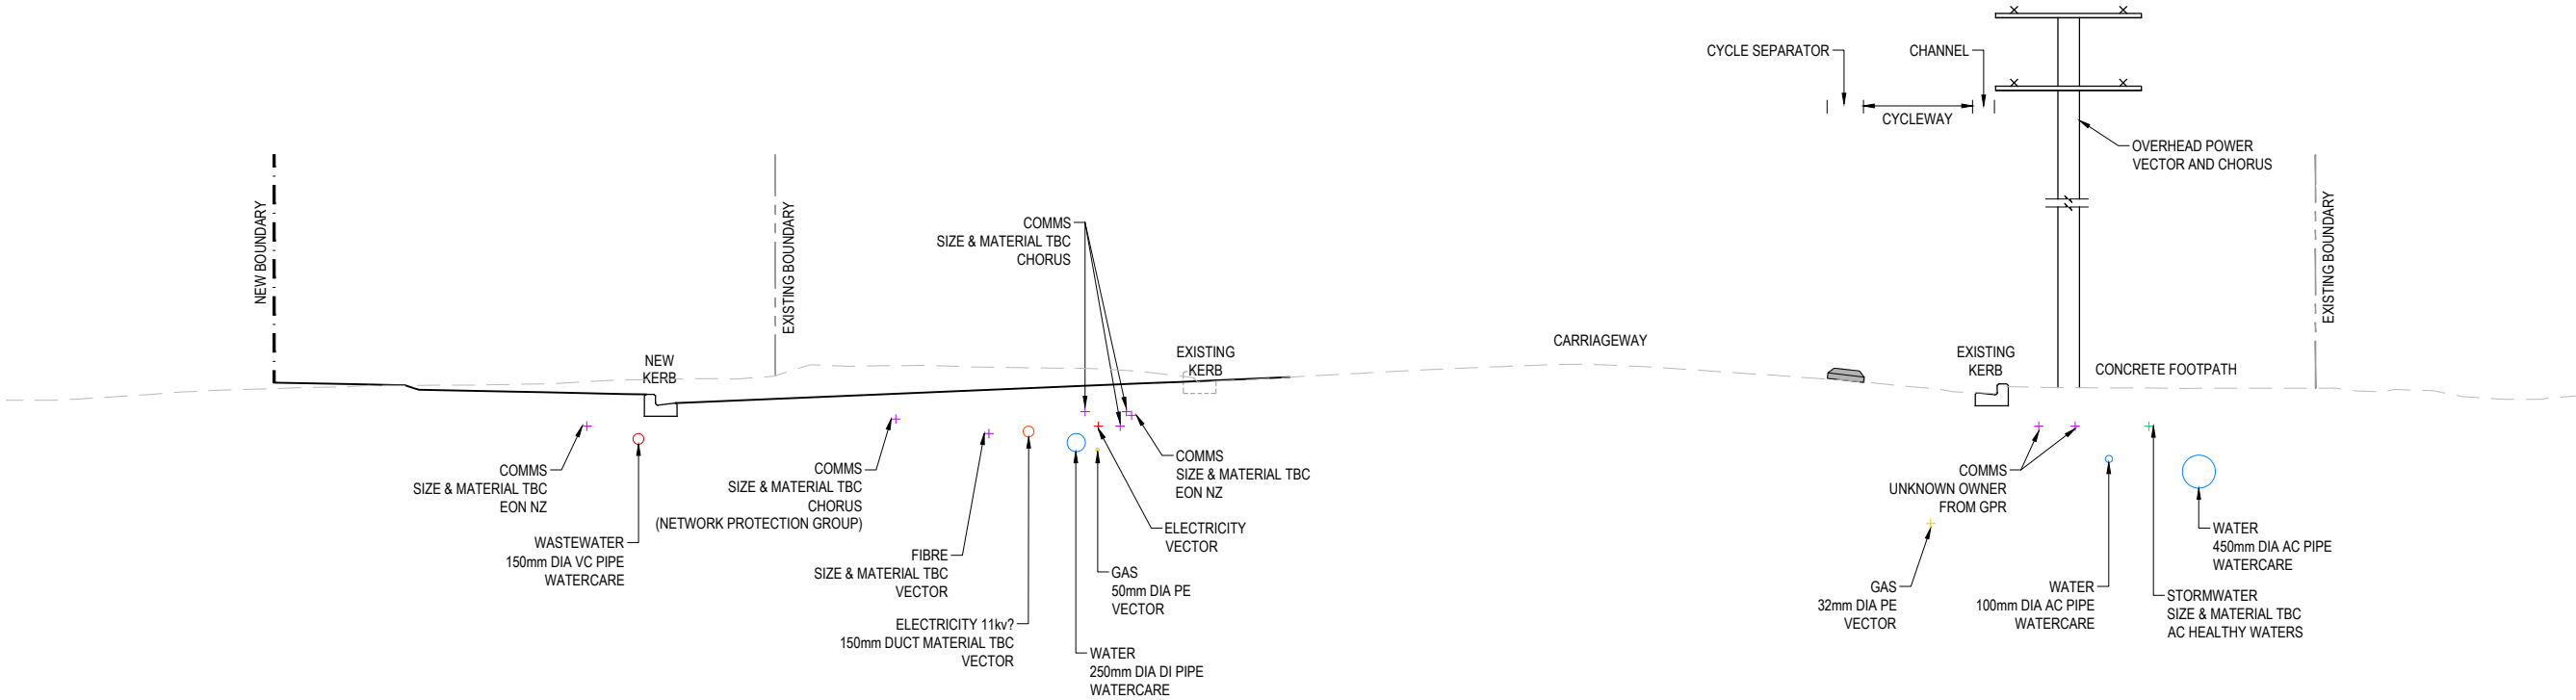 CYCLE SEPARATOR
CHANNEL
CYCLEWAY
OVERHEAD POWER
VECTOR AND CHORUS
NEW BOUNDARY
EXISTING BOUNDARY
COMMS
SIZE & MATERIAL TBC
CHORUS
EXISTING BOUNDARY
NEW
KERB
EXISTING
KERB
CARRIAGEWAY
EXISTING
KERB
CONCRETE FOOTPATH
COMMS
SIZE & MATERIAL TBC
EON NZ
WASTEWATER
150mm DIA VC PIPE
WATERCARE
COMMS
SIZE & MATERIAL TBC
CHORUS
(NETWORK PROTECTION GROUP)
FIBRE
SIZE & MATERIAL TBC
VECTOR
ELECTRICITY 11kv?
150mm DUCT MATERIAL TBC
VECTOR
WATER
250mm DIA DI PIPE
WATERCARE
GAS
50mm DIA PE
VECTOR
ELECTRICITY
VECTOR
COMMS
SIZE & MATERIAL TBC
EON NZ
GAS
32mm DIA PE
VECTOR
COMMS
UNKNOWN OWNER
FROM GPR
WATER
100mm DIA AC PIPE
WATERCARE
STORMWATER
SIZE & MATERIAL TBC
AC HEALTHY WATERS
WATER
450mm DIA AC PIPE
WATERCARE